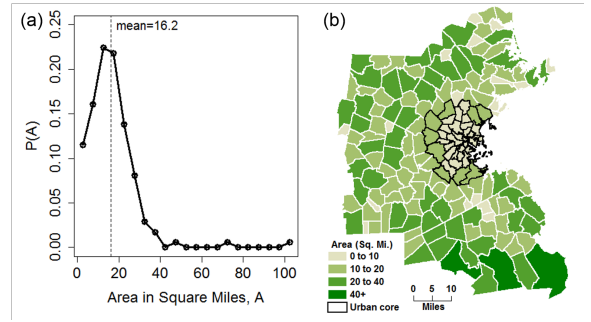 (a)
mean=16.2
P(A)
0.25
0.20
0.15
0.10
0.05
0.00
0 20 40 60 80 100
Area in Square Miles, A
(b)
Area (Sq. Mi.)
0 to 10
10 to 20
20 to 40
40+
Urban core
0 5 10
Miles